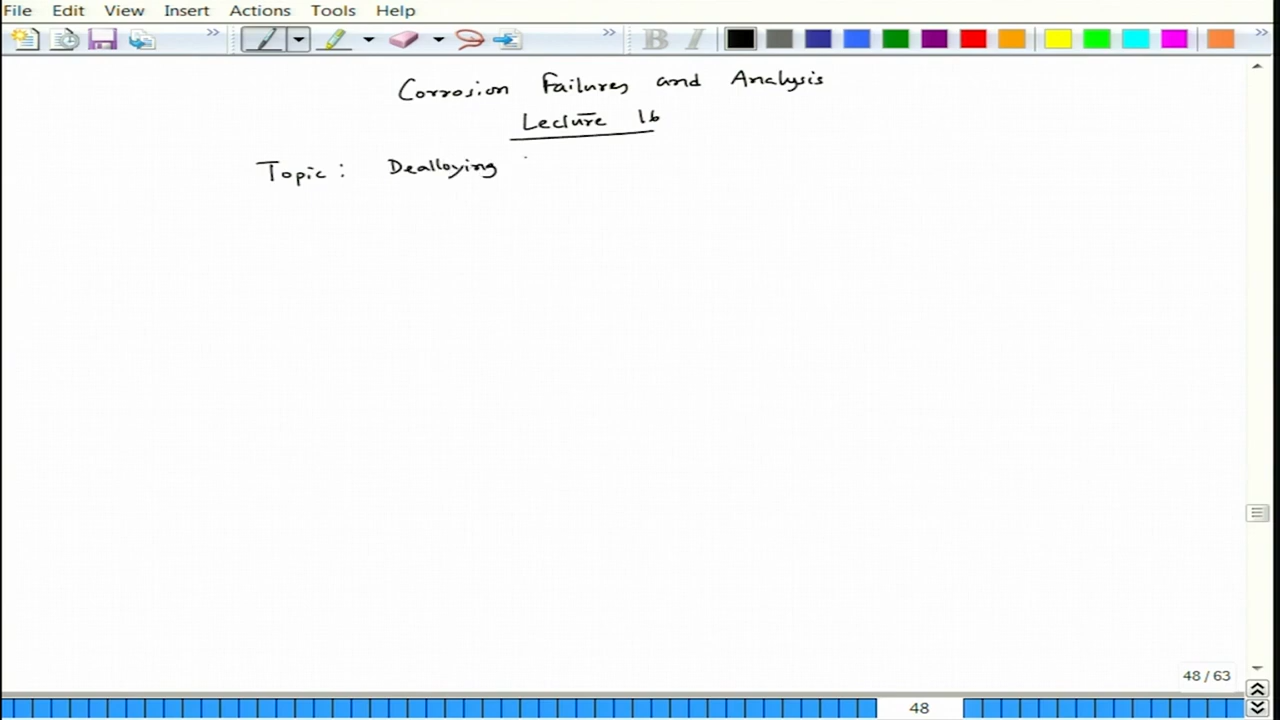 File Edit View Insert Actions Tools Help
B I
Corrosion Failures and Analysis
Lecture 16
Topic : Dealloying
48 / 63
48